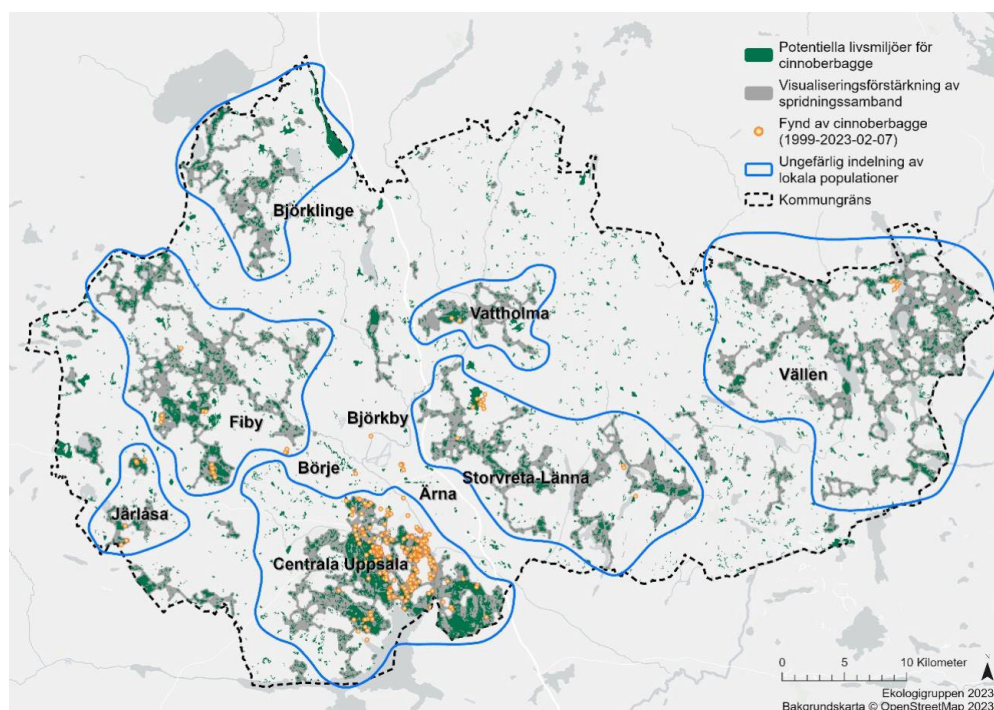 Potentiella livsmiljöer för
cinnoberbagge
Visualiseringsförstärkning av
spridningssamband
Fynd av cinnoberbagge
(1999-2023-02-07)
Ungefärlig indelning av
lokala populationer
Kommungräns
Björklinge
Vattholma
Vällen
Fiby
Björkby
Börje
Storvreta-Länna
Ärna
Jårlåsa
Centrala Uppsala
0 5 10 Kilometer
N
Ekologigruppen 2023
Bakgrundskarta © OpenStreetMap 2023